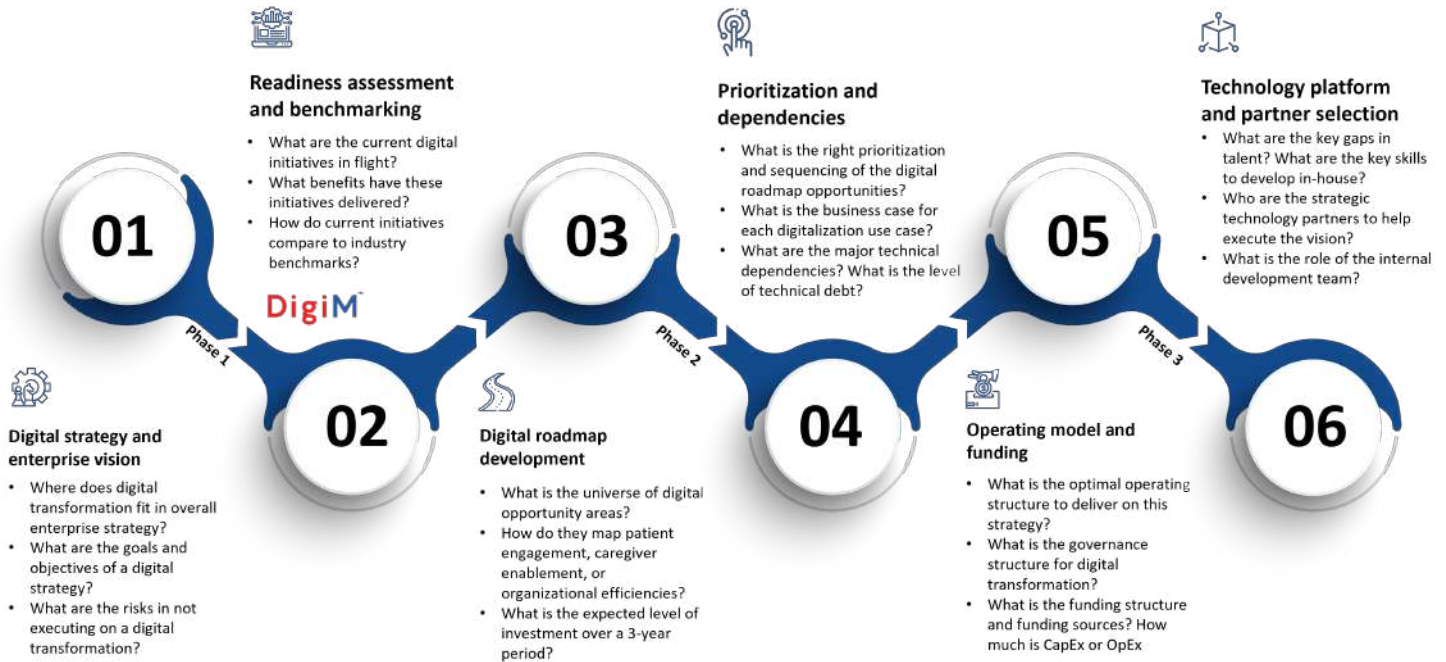 01
Digital strategy and
enterprise vision
• Where does digital
transformation fit in overall
enterprise strategy?
• What are the goals and
objectives of a digital
strategy?
• What are the risks in not
executing on a digital
transformation?
Phase 1
Readiness assessment
and benchmarking
• What are the current digital
initiatives in flight?
• What benefits have these
initiatives delivered?
• How do current initiatives
compare to industry
benchmarks?
DigiM™
02
03
Digital roadmap
development
• What is the universe of digital
opportunity areas?
• How do they map patient
engagement, caregiver
enablement, or
organizational efficiencies?
• What is the expected level of
investment over a 3-year
period?
Phase 2
Prioritization and
dependencies
• What is the right prioritization
and sequencing of the digital
roadmap opportunities?
• What is the business case for
each digitalization use case?
• What are the major technical
dependencies? What is the level
of technical debt?
04
05
Operating model and
funding
• What is the optimal operating
structure to deliver on this
strategy?
• What is the governance
structure for digital
transformation?
• What is the funding structure
and funding sources? How
much is CapEx or OpEx
Phase 3
Technology platform
and partner selection
• What are the key gaps in
talent? What are the key skills
to develop in-house?
• Who are the strategic
technology partners to help
execute the vision?
• What is the role of the internal
development team?
06